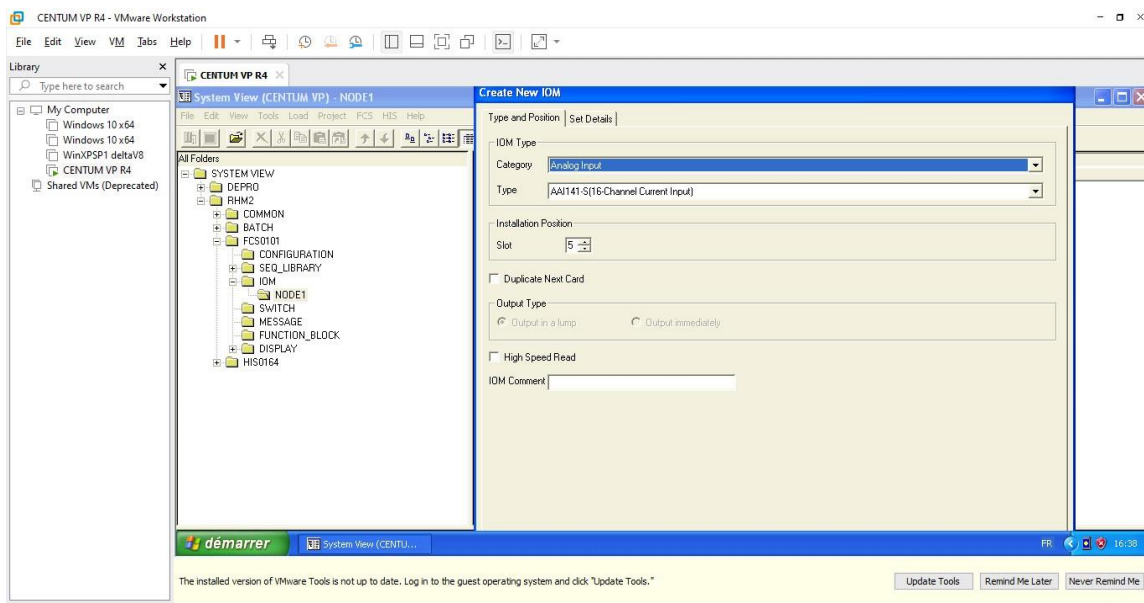 CENTUM VP R4 - VMware Workstation
File Edit View VM Tabs Help
Library
Type here to search
My Computer
Windows 10 x64
Windows 10 x64
WinXPSP1 deltaV8
CENTUM VP R4
Shared VMs (Deprecated)
CENTUM VP R4
System View (CENTUM VP) - NODE1
File Edit View Tools Load Project FCS HIS Help
All Folders
SYSTEM VIEW
DEPRO
RHM2
COMMON
BATCH
FCS0101
CONFIGURATION
SEQ_LIBRARY
IOM
NODE1
SWITCH
MESSAGE
FUNCTION_BLOCK
DISPLAY
HIS0164
Create New IOM
Type and Position Set Details
IOM Type
Category Analog Input
Type AAI141-S(16-Channel Current Input)
Installation Position
Slot 5
Duplicate Next Card
Output Type
Output in a lump Output immediately
High Speed Read
IOM Comment
démarrer System View (CENTU... FR 16:38
The installed version of VMware Tools is not up to date. Log in to the guest operating system and click "Update Tools."
Update Tools Remind Me Later Never Remind Me